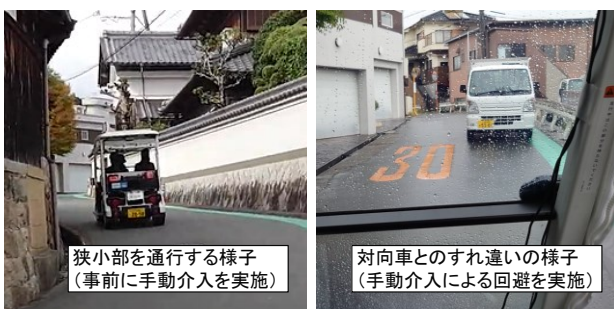 狭小部を通行する様子
（事前に手動介入を実施）
30
対向車とのすれ違いの様子
（手動介入による回避を実施）